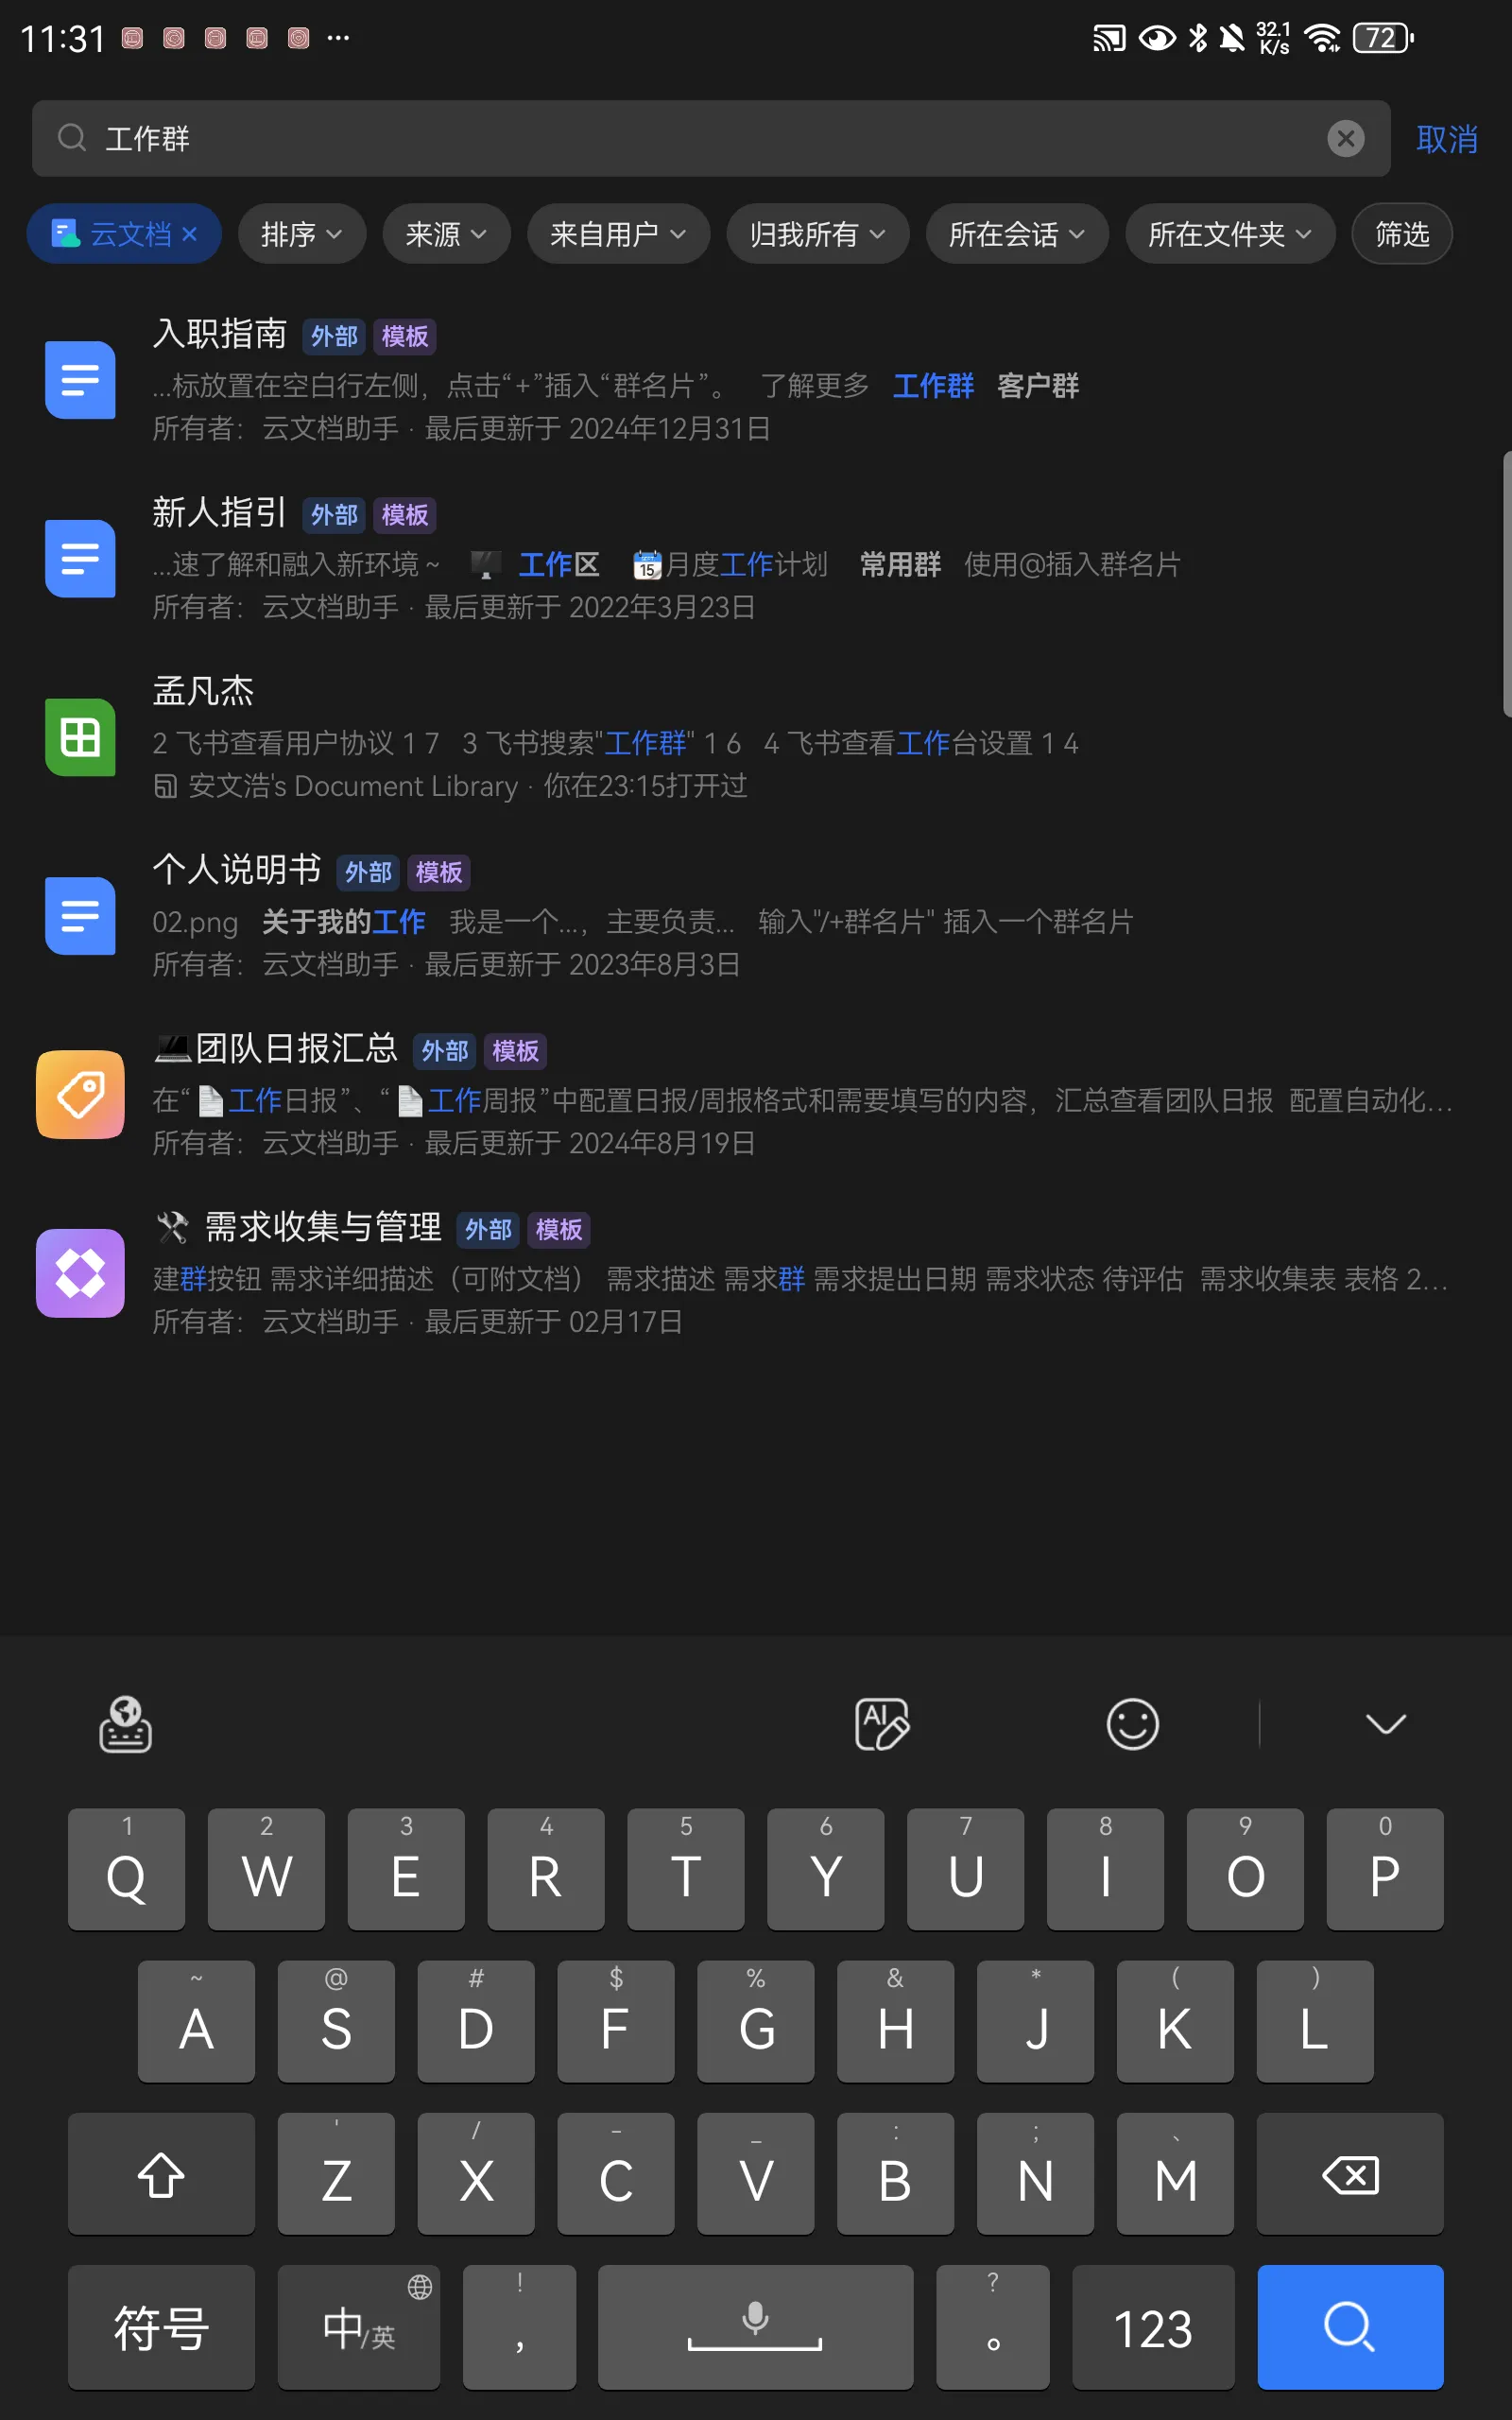 11:31 ... 32.1 K/s 72
工作群 取消
云文档 × 排序 来源 来自用户 归我所有 所在会话 所在文件夹 筛选
入职指南 外部 模板
...标放置在空白行左侧，点击“+”插入“群名片”。 了解更多 工作群 客户群
所有者：云文档助手 · 最后更新于 2024年12月31日
新人指引 外部 模板
...速了解和融入新环境 ~ 🖥️ 工作区 📅月度工作计划 常用群 使用@插入群名片
所有者：云文档助手 · 最后更新于 2022年3月23日
孟凡杰
2 飞书查看用户协议 1 7 3 飞书搜索"工作群" 1 6 4 飞书查看工作台设置 1 4
安文浩's Document Library · 你在23:15打开过
个人说明书 外部 模板
02.png 关于我的工作 我是一个...，主要负责... 输入"/+群名片" 插入一个群名片
所有者：云文档助手 · 最后更新于 2023年8月3日
💻团队日报汇总 外部 模板
在“📄工作日报”、“📄工作周报”中配置日报/周报格式和需要填写的内容，汇总查看团队日报 配置自动化...
所有者：云文档助手 · 最后更新于 2024年8月19日
🛠️ 需求收集与管理 外部 模板
建群按钮 需求详细描述（可附文档） 需求描述 需求群 需求提出日期 需求状态 待评估 需求收集表 表格 2...
所有者：云文档助手 · 最后更新于 02月17日
AI
1 2 3 4 5 6 7 8 9 0
Q W E R T Y U I O P
~ @ # $ % & * ( )
A S D F G H J K L
' / - _ : ; 、
Z X C V B N M
! ?
符号 中/英 , 。 123